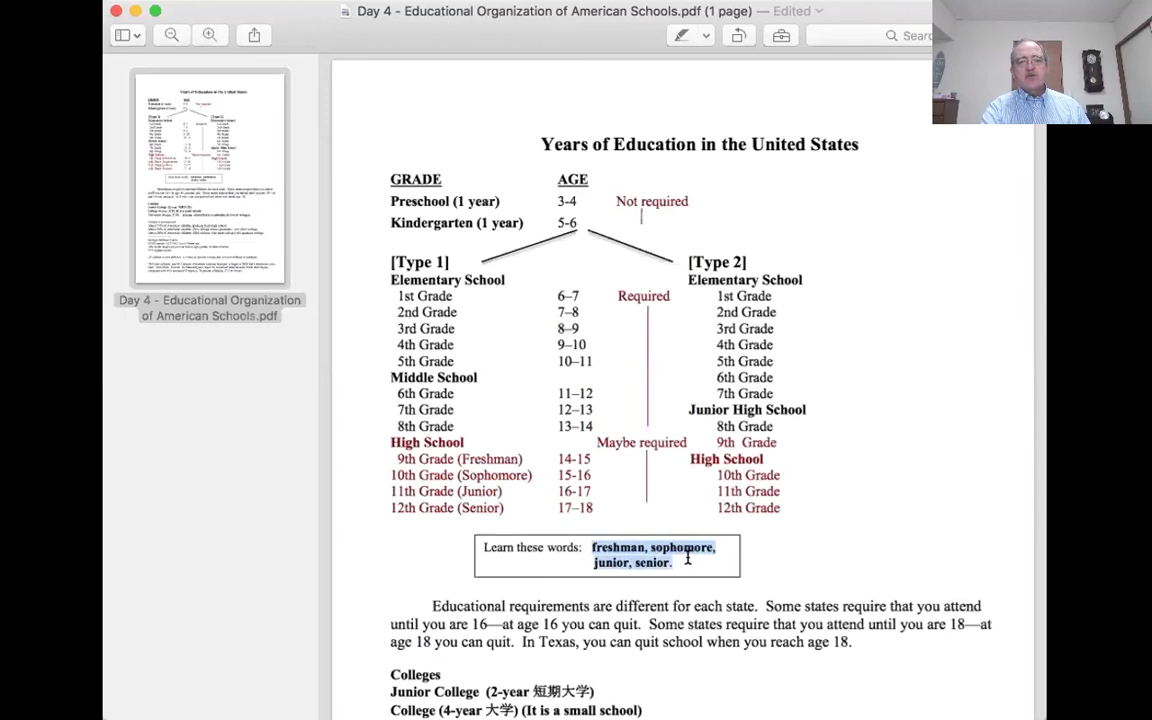 Day 4 - Educational Organization of American Schools.pdf (1 page) — Edited
Day 4 - Educational Organization
of American Schools.pdf
Years of Education in the United States
GRADE AGE
Preschool (1 year) 3-4 Not required
Kindergarten (1 year) 5-6
[Type 1] [Type 2]
Elementary School Elementary School
1st Grade 6–7 Required 1st Grade
2nd Grade 7–8 2nd Grade
3rd Grade 8–9 3rd Grade
4th Grade 9–10 4th Grade
5th Grade 10–11 5th Grade
Middle School 6th Grade
6th Grade 11–12 7th Grade
7th Grade 12–13 Junior High School
8th Grade 13–14 8th Grade
High School Maybe required 9th Grade
9th Grade (Freshman) 14-15 High School
10th Grade (Sophomore) 15-16 10th Grade
11th Grade (Junior) 16-17 11th Grade
12th Grade (Senior) 17–18 12th Grade
Learn these words: freshman, sophomore,
junior, senior.
Educational requirements are different for each state. Some states require that you attend
until you are 16—at age 16 you can quit. Some states require that you attend until you are 18—at
age 18 you can quit. In Texas, you can quit school when you reach age 18.
Colleges
Junior College (2-year 短期大学)
College (4-year 大学) (It is a small school)